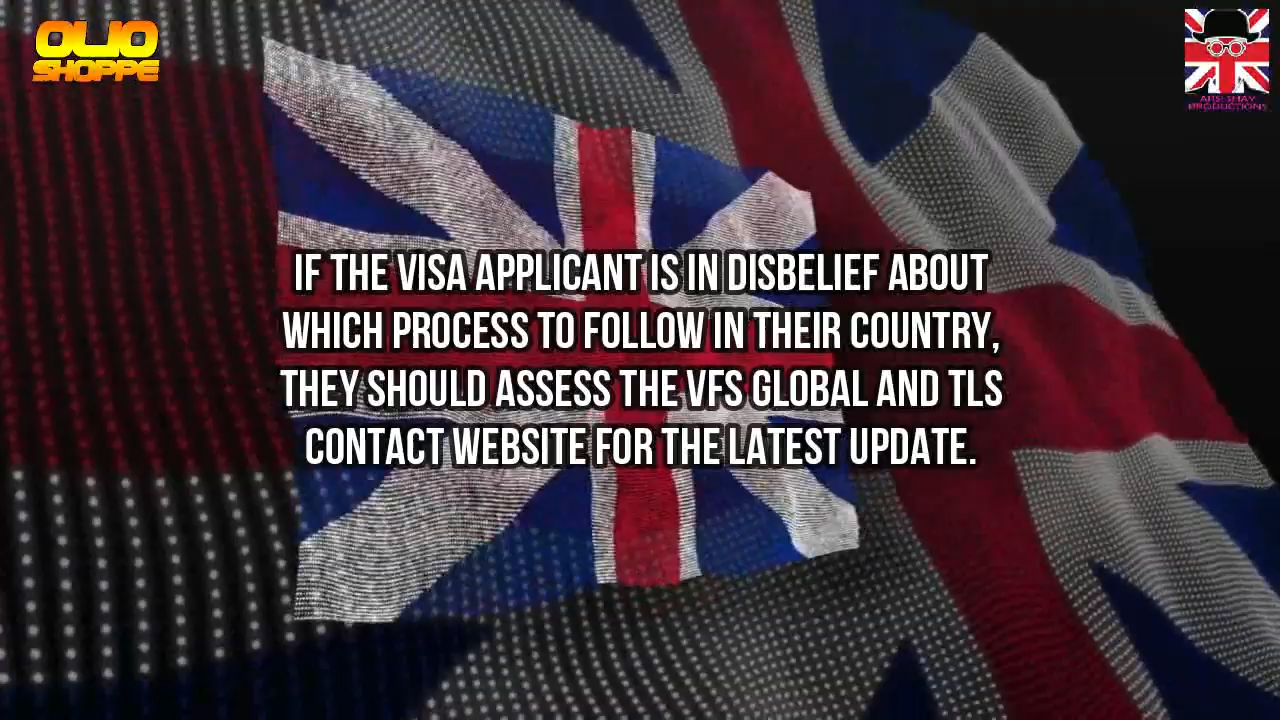 OLIO
SHOPPE
PRODUCTIONS
IF THE VISA APPLICANT IS IN DISBELIEF ABOUT
WHICH PROCESS TO FOLLOW IN THEIR COUNTRY,
THEY SHOULD ASSESS THE VFS GLOBAL AND TLS
CONTACT WEBSITE FOR THE LATEST UPDATE.